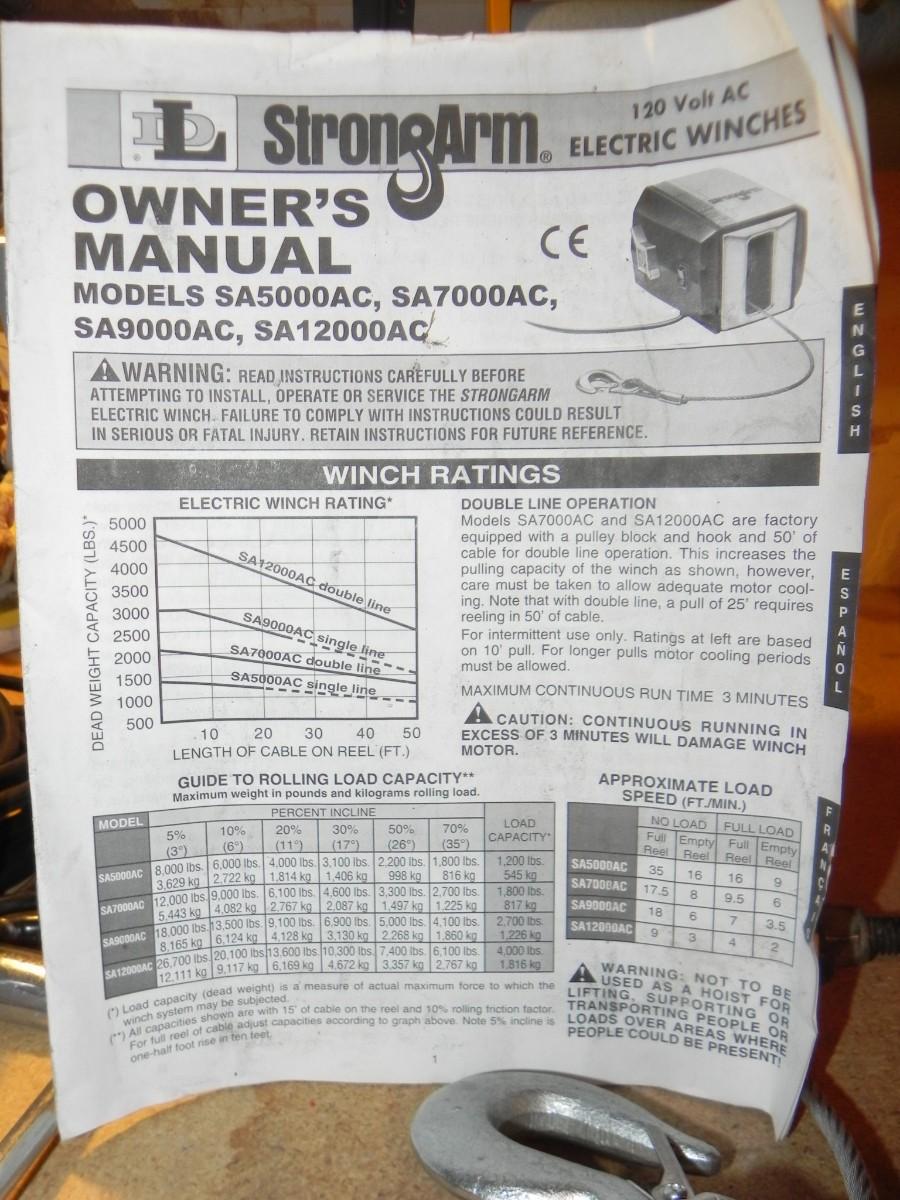 DL StrongArm® 120 Volt AC
ELECTRIC WINCHES
OWNER'S
MANUAL
CE
MODELS SA5000AC, SA7000AC,
SA9000AC, SA12000AC
WARNING: READ INSTRUCTIONS CAREFULLY BEFORE
ATTEMPTING TO INSTALL, OPERATE OR SERVICE THE STRONGARM
ELECTRIC WINCH. FAILURE TO COMPLY WITH INSTRUCTIONS COULD RESULT
IN SERIOUS OR FATAL INJURY. RETAIN INSTRUCTIONS FOR FUTURE REFERENCE.
ENGLISH
WINCH RATINGS
ELECTRIC WINCH RATING*
DEAD WEIGHT CAPACITY (LBS.)*
5000
4500
4000
3500
3000
2500
2000
1500
1000
500
SA12000AC double line
SA9000AC single line
SA7000AC double line
SA5000AC single line
10 20 30 40 50
LENGTH OF CABLE ON REEL (FT.)
DOUBLE LINE OPERATION
Models SA7000AC and SA12000AC are factory
equipped with a pulley block and hook and 50' of
cable for double line operation. This increases the
pulling capacity of the winch as shown, however,
care must be taken to allow adequate motor cool-
ing. Note that with double line, a pull of 25' requires
reeling in 50' of cable.
For intermittent use only. Ratings at left are based
on 10' pull. For longer pulls motor cooling periods
must be allowed.
MAXIMUM CONTINUOUS RUN TIME 3 MINUTES
CAUTION: CONTINUOUS RUNNING IN
EXCESS OF 3 MINUTES WILL DAMAGE WINCH
MOTOR.
ESPAÑOL
GUIDE TO ROLLING LOAD CAPACITY**
Maximum weight in pounds and kilograms rolling load.
MODEL PERCENT INCLINE LOAD CAPACITY*
5% 10% 20% 30% 50% 70%
(3°) (6°) (11°) (17°) (26°) (35°)
SA5000AC 8,000 lbs. 6,000 lbs. 4,000 lbs. 3,100 lbs. 2,200 lbs. 1,800 lbs. 1,200 lbs.
3,629 kg 2,722 kg 1,814 kg 1,406 kg 998 kg 816 kg 545 kg
SA7000AC 12,000 lbs. 9,000 lbs. 6,100 lbs. 4,600 lbs. 3,300 lbs. 2,700 lbs. 1,800 lbs.
5,443 kg 4,082 kg 2,767 kg 2,087 kg 1,497 kg 1,225 kg 817 kg
SA9000AC 18,000 lbs. 13,500 lbs. 9,100 lbs. 6,900 lbs. 5,000 lbs. 4,100 lbs. 2,700 lbs.
8,165 kg 6,124 kg 4,128 kg 3,130 kg 2,268 kg 1,860 kg 1,226 kg
SA12000AC 26,700 lbs. 20,100 lbs. 13,600 lbs. 10,300 lbs. 7,400 lbs. 6,100 lbs. 4,000 lbs.
12,111 kg 9,117 kg 6,169 kg 4,672 kg 3,357 kg 2,767 kg 1,816 kg
(*) Load capacity (dead weight) is a measure of actual maximum force to which the
winch system may be subjected.
(**) All capacities shown are with 15' of cable on the reel and 10% rolling friction factor.
For full reel of cable adjust capacities according to graph above. Note 5% incline is
one-half foot rise in ten feet.
APPROXIMATE LOAD
SPEED (FT./MIN.)
NO LOAD FULL LOAD
Full Empty Full Empty
Reel Reel Reel Reel
SA5000AC 35 16 16 9
SA7000AC 17.5 8 9.5 6
SA9000AC 18 6 7 3.5
SA12000AC 9 3 4 2
WARNING: NOT TO BE
USED AS A HOIST FOR
LIFTING, SUPPORTING OR
TRANSPORTING PEOPLE OR
LOADS OVER AREAS WHERE
PEOPLE COULD BE PRESENT!
FRANÇAIS
1